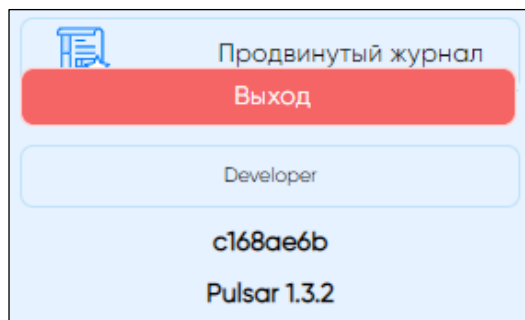 Продвинутый журнал
Выход
Developer
c168ae6b
Pulsar 1.3.2